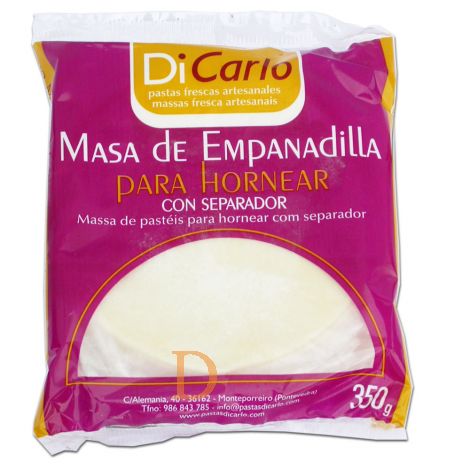 DiCarlo
pastas frescas artesanales
massas fresca artesanais
MASA DE EMPANADILLA
PARA HORNEAR
CON SEPARADOR
Massa de pastéis para hornear com separador
D
C/Alemania, 40 - 36162 - Monteporreiro (Pontevedra)
Tfno: 986 843 785 - info@pastasdicarlo.com
www.pastasdicarlo.com
350g